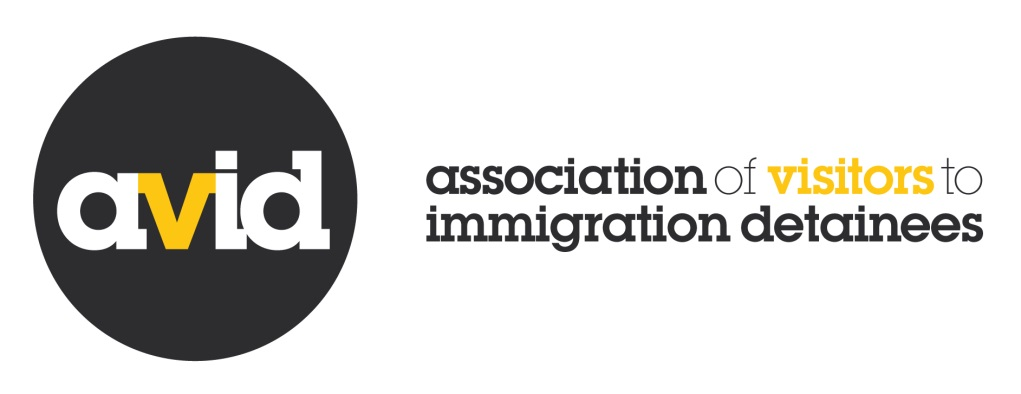 avid
association of visitors to
immigration detainees